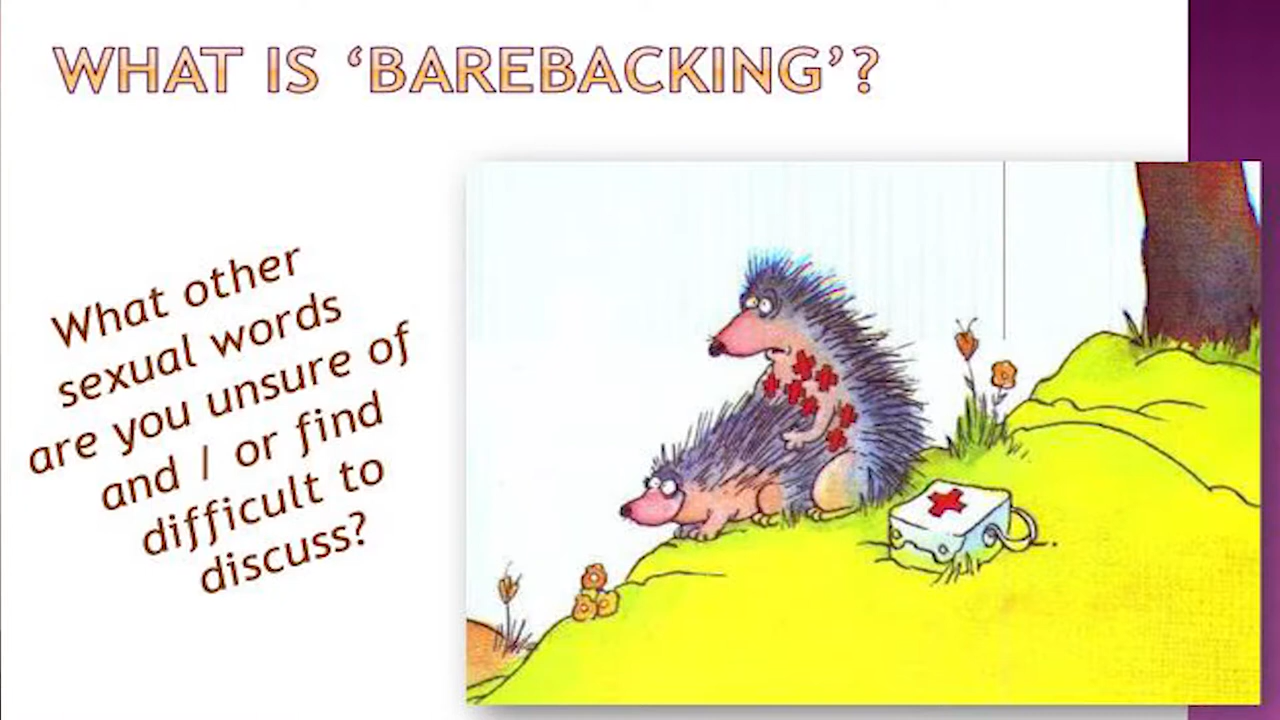 WHAT IS ‘BAREBACKING’?
What other
sexual words
are you unsure of
and / or find
difficult to
discuss?